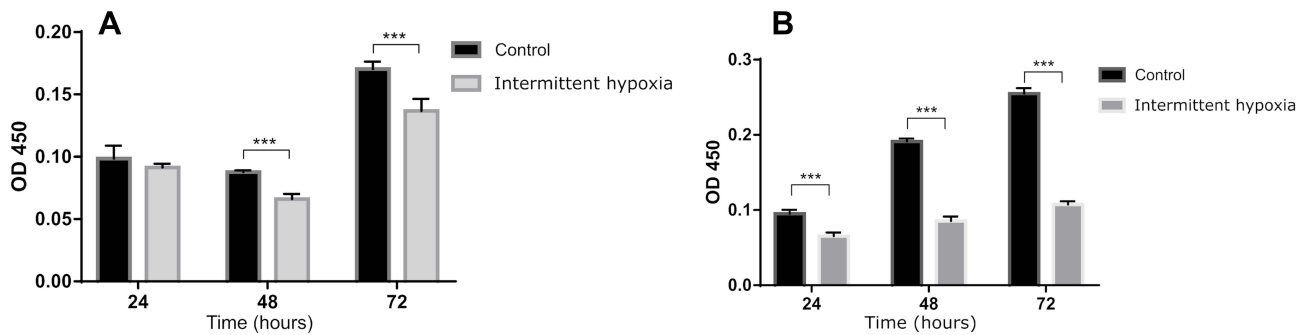 A
OD 450
0.20
0.15
0.10
0.05
0.00
***
***
24
48
72
Time (hours)
Control
Intermittent hypoxia
B
OD 450
0.3
0.2
0.1
0.0
***
***
***
24
48
72
Time (hours)
Control
Intermittent hypoxia